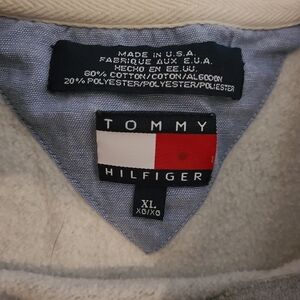 MADE IN U.S.A.
FABRIQUE AUX E.U.A.
HECHO EN EE.UU.
80% COTTON/COTON/ALGODON
20% POLYESTER/POLYESTER/POLIESTER
TOMMY
HILFIGER
XL
XG/XG